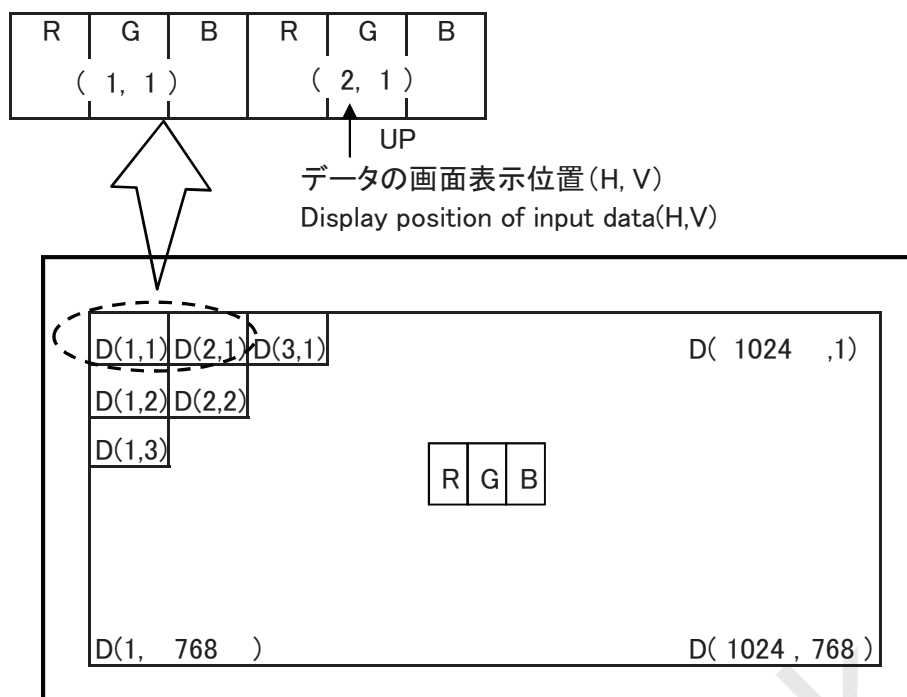 R G B R G B
( 1, 1 ) ( 2, 1 )
UP
データの画面表示位置(H, V)
Display position of input data(H,V)
D(1,1) D(2,1) D(3,1) D( 1024 ,1)
D(1,2) D(2,2)
D(1,3)
R G B
D(1, 768 ) D( 1024 , 768 )